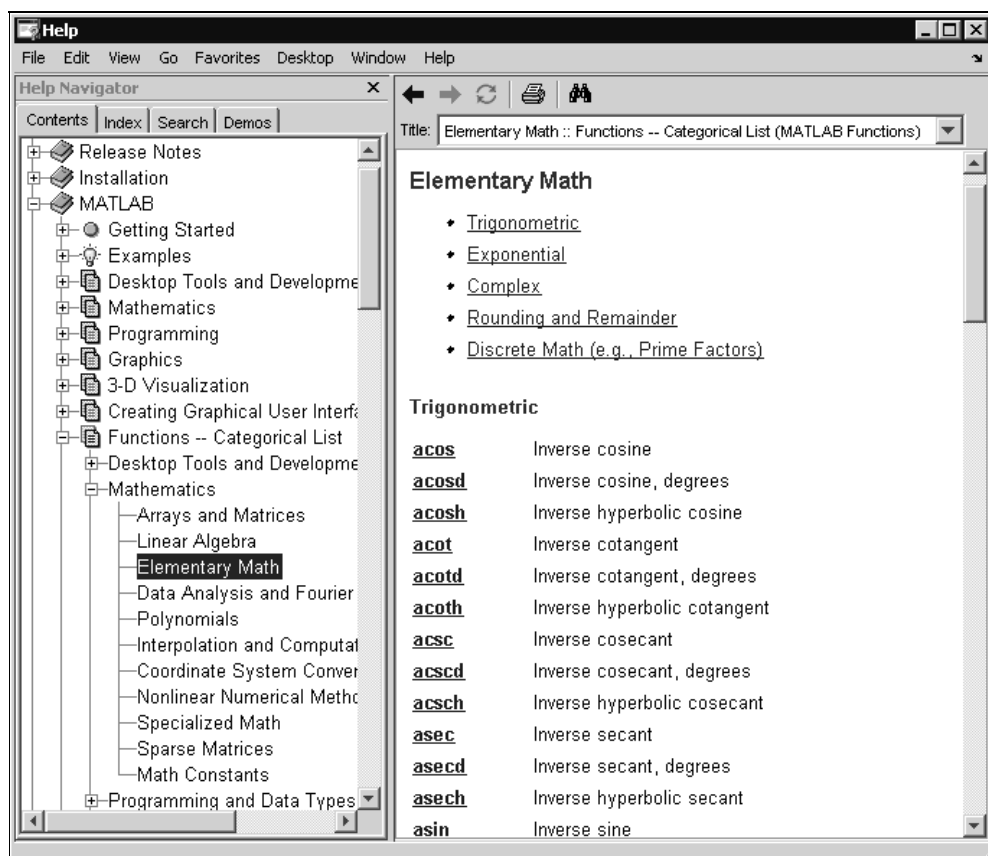 Help
File Edit View Go Favorites Desktop Window Help
Help Navigator
Contents Index Search Demos
Release Notes
Installation
MATLAB
Getting Started
Examples
Desktop Tools and Developme
Mathematics
Programming
Graphics
3-D Visualization
Creating Graphical User Interfa
Functions -- Categorical List
Desktop Tools and Developme
Mathematics
Arrays and Matrices
Linear Algebra
Elementary Math
Data Analysis and Fourier
Polynomials
Interpolation and Computat
Coordinate System Conver
Nonlinear Numerical Metho
Specialized Math
Sparse Matrices
Math Constants
Programming and Data Types
Title: Elementary Math :: Functions -- Categorical List (MATLAB Functions)
Elementary Math
Trigonometric
Exponential
Complex
Rounding and Remainder
Discrete Math (e.g., Prime Factors)
Trigonometric
acos Inverse cosine
acosd Inverse cosine, degrees
acosh Inverse hyperbolic cosine
acot Inverse cotangent
acotd Inverse cotangent, degrees
acoth Inverse hyperbolic cotangent
acsc Inverse cosecant
acscd Inverse cosecant, degrees
acsch Inverse hyperbolic cosecant
asec Inverse secant
asecd Inverse secant, degrees
asech Inverse hyperbolic secant
asin Inverse sine